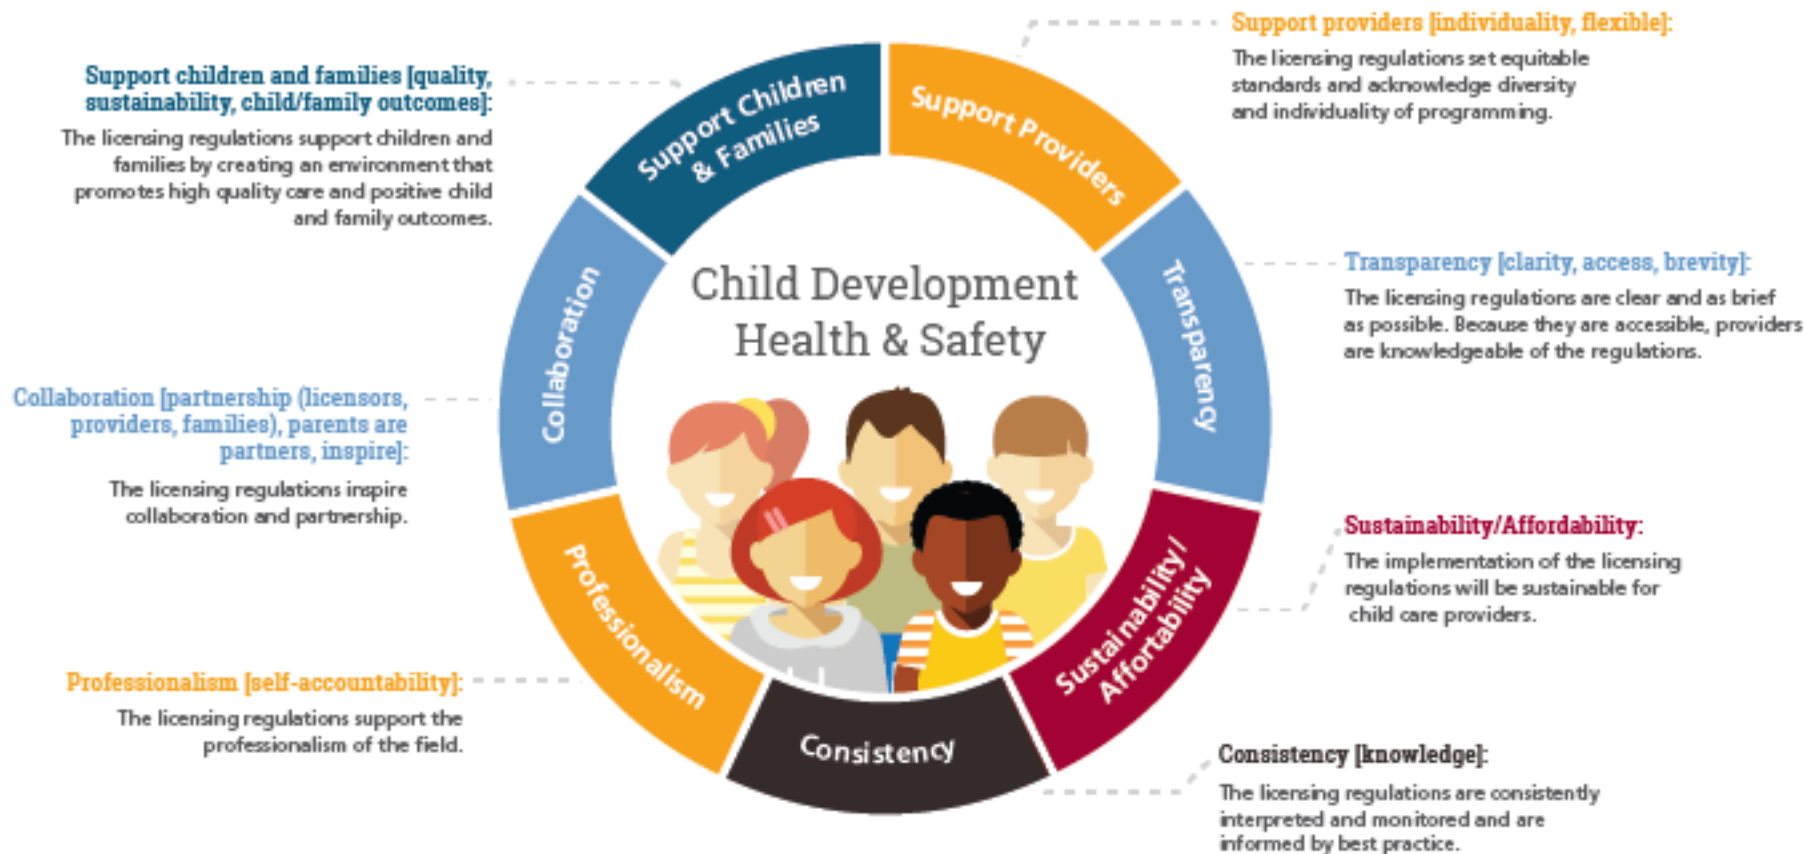 Support children and families [quality,
sustainability, child/family outcomes]:
The licensing regulations support children and
families by creating an environment that
promotes high quality care and positive child
and family outcomes.
Collaboration [partnership (licensors,
providers, families), parents are
partners, inspire]:
The licensing regulations inspire
collaboration and partnership.
Professionalism [self-accountability]:
The licensing regulations support the
professionalism of the field.
Support Children
& Families
Support Providers
Transparency
Sustainability/
Affortability
Consistency
Professionalism
Collaboration
Child Development
Health & Safety
Support providers [individuality, flexible]:
The licensing regulations set equitable
standards and acknowledge diversity
and individuality of programming.
Transparency [clarity, access, brevity]:
The licensing regulations are clear and as brief
as possible. Because they are accessible, providers
are knowledgeable of the regulations.
Sustainability/Affordability:
The implementation of the licensing
regulations will be sustainable for
child care providers.
Consistency [knowledge]:
The licensing regulations are consistently
interpreted and monitored and are
informed by best practice.